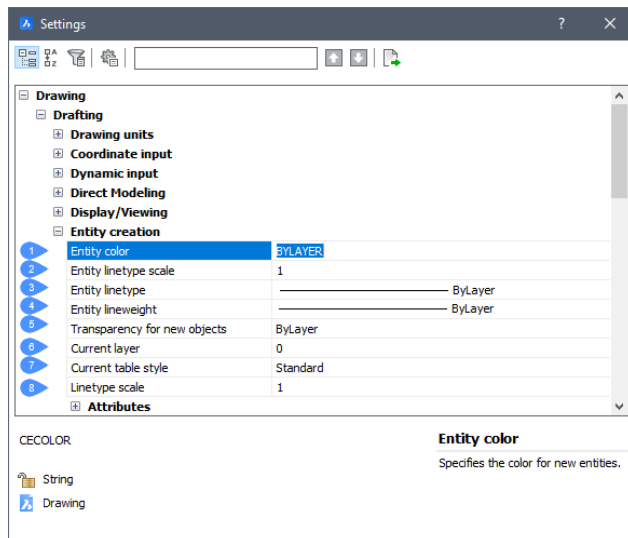 Settings
?
A
Z
Drawing
Drafting
Drawing units
Coordinate input
Dynamic input
Direct Modeling
Display/Viewing
Entity creation
1 Entity color BYLAYER
2 Entity linetype scale 1
3 Entity linetype ByLayer
4 Entity lineweight ByLayer
5 Transparency for new objects ByLayer
6 Current layer 0
7 Current table style Standard
8 Linetype scale 1
Attributes
CECOLOR
String
Drawing
Entity color
Specifies the color for new entities.